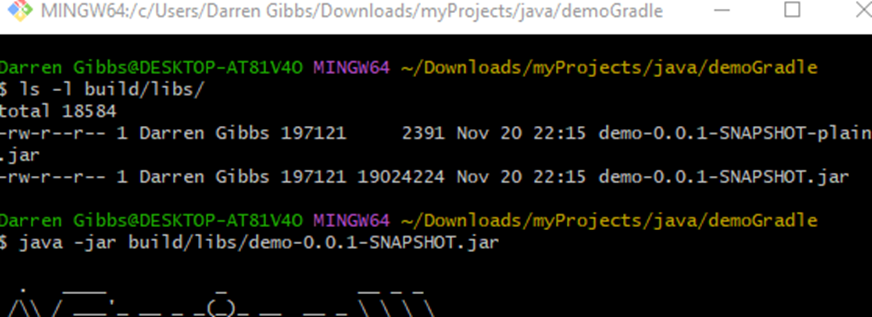 MINGW64:/c/Users/Darren Gibbs/Downloads/myProjects/java/demoGradle
Darren Gibbs@DESKTOP-AT81V4O MINGW64 ~/Downloads/myProjects/java/demoGradle
$ ls -l build/libs/
total 18584
-rw-r--r-- 1 Darren Gibbs 197121     2391 Nov 20 22:15 demo-0.0.1-SNAPSHOT-plain
.jar
-rw-r--r-- 1 Darren Gibbs 197121 19024224 Nov 20 22:15 demo-0.0.1-SNAPSHOT.jar
Darren Gibbs@DESKTOP-AT81V4O MINGW64 ~/Downloads/myProjects/java/demoGradle
$ java -jar build/libs/demo-0.0.1-SNAPSHOT.jar